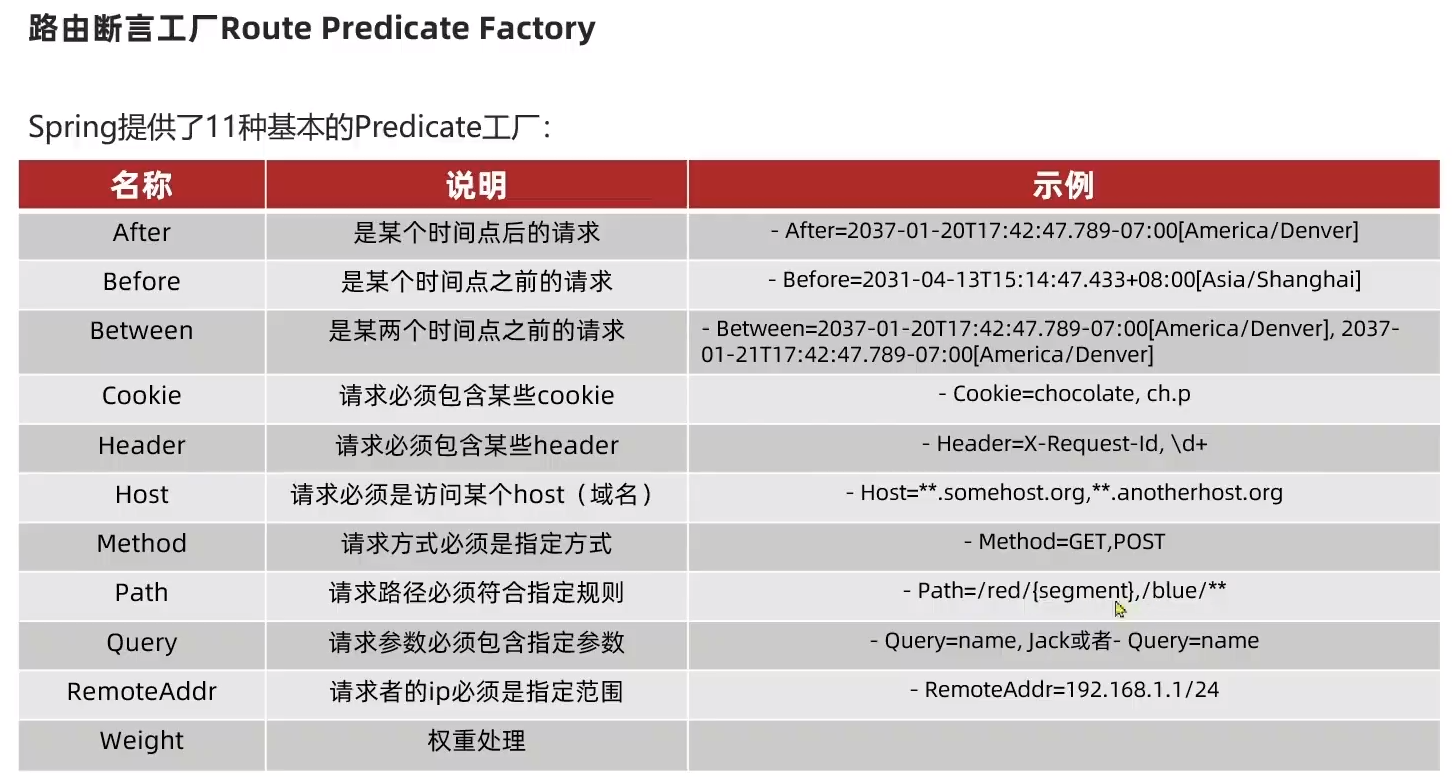 路由断言工厂Route Predicate Factory
Spring提供了11种基本的Predicate工厂：
名称 说明 示例
After 是某个时间点后的请求 - After=2037-01-20T17:42:47.789-07:00[America/Denver]
Before 是某个时间点之前的请求 - Before=2031-04-13T15:14:47.433+08:00[Asia/Shanghai]
Between 是某两个时间点之前的请求 - Between=2037-01-20T17:42:47.789-07:00[America/Denver], 2037-
01-21T17:42:47.789-07:00[America/Denver]
Cookie 请求必须包含某些cookie - Cookie=chocolate, ch.p
Header 请求必须包含某些header - Header=X-Request-Id, \d+
Host 请求必须是访问某个host（域名） - Host=**.somehost.org,**.anotherhost.org
Method 请求方式必须是指定方式 - Method=GET,POST
Path 请求路径必须符合指定规则 - Path=/red/{segment},/blue/**
Query 请求参数必须包含指定参数 - Query=name, Jack或者- Query=name
RemoteAddr 请求者的ip必须是指定范围 - RemoteAddr=192.168.1.1/24
Weight 权重处理